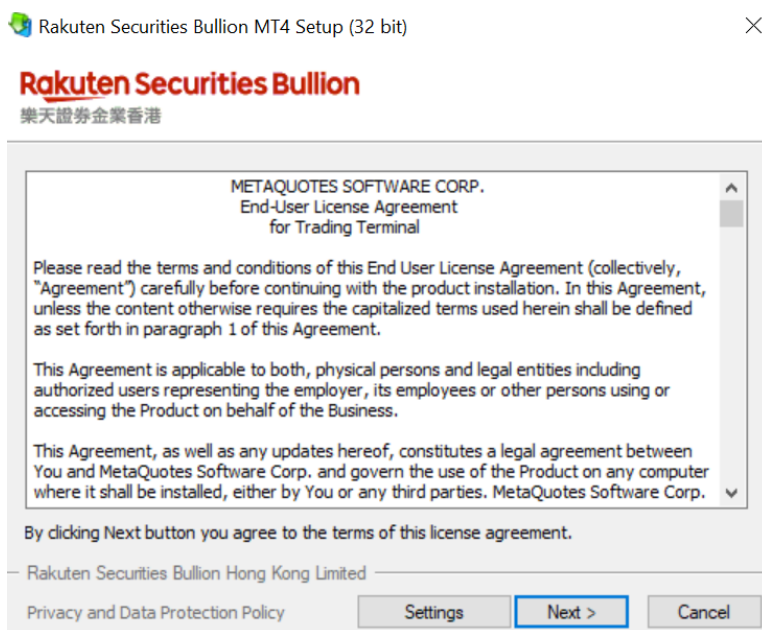 Rakuten Securities Bullion MT4 Setup (32 bit)
Rakuten Securities Bullion
樂天證券金業香港
METAQUOTES SOFTWARE CORP.
End-User License Agreement
for Trading Terminal
Please read the terms and conditions of this End User License Agreement (collectively,
“Agreement”) carefully before continuing with the product installation. In this Agreement,
unless the content otherwise requires the capitalized terms used herein shall be defined
as set forth in paragraph 1 of this Agreement.
This Agreement is applicable to both, physical persons and legal entities including
authorized users representing the employer, its employees or other persons using or
accessing the Product on behalf of the Business.
This Agreement, as well as any updates hereof, constitutes a legal agreement between
You and MetaQuotes Software Corp. and govern the use of the Product on any computer
where it shall be installed, either by You or any third parties. MetaQuotes Software Corp.
By clicking Next button you agree to the terms of this license agreement.
Rakuten Securities Bullion Hong Kong Limited
Privacy and Data Protection Policy Settings Next > Cancel